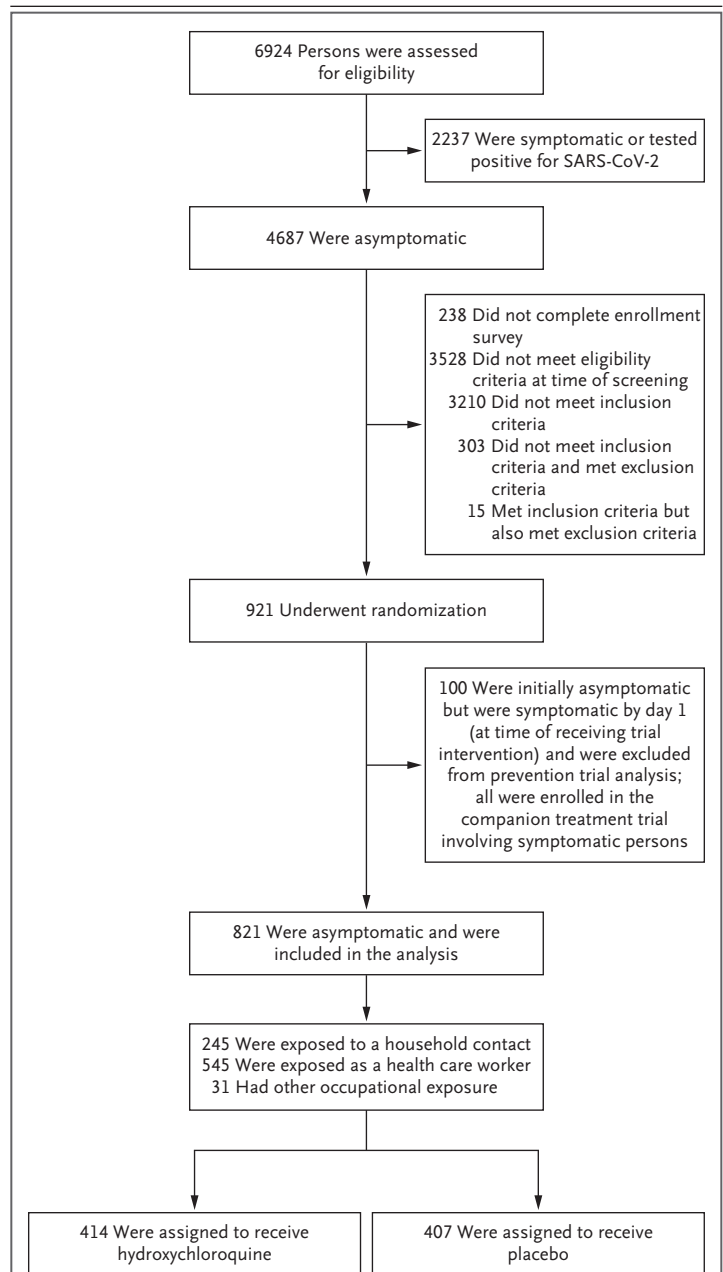 6924 Persons were assessed
for eligibility
2237 Were symptomatic or tested
positive for SARS-CoV-2
4687 Were asymptomatic
238 Did not complete enrollment
survey
3528 Did not meet eligibility
criteria at time of screening
3210 Did not meet inclusion
criteria
303 Did not meet inclusion
criteria and met exclusion
criteria
15 Met inclusion criteria but
also met exclusion criteria
921 Underwent randomization
100 Were initially asymptomatic
but were symptomatic by day 1
(at time of receiving trial
intervention) and were excluded
from prevention trial analysis;
all were enrolled in the
companion treatment trial
involving symptomatic persons
821 Were asymptomatic and were
included in the analysis
245 Were exposed to a household contact
545 Were exposed as a health care worker
31 Had other occupational exposure
414 Were assigned to receive
hydroxychloroquine
407 Were assigned to receive
placebo